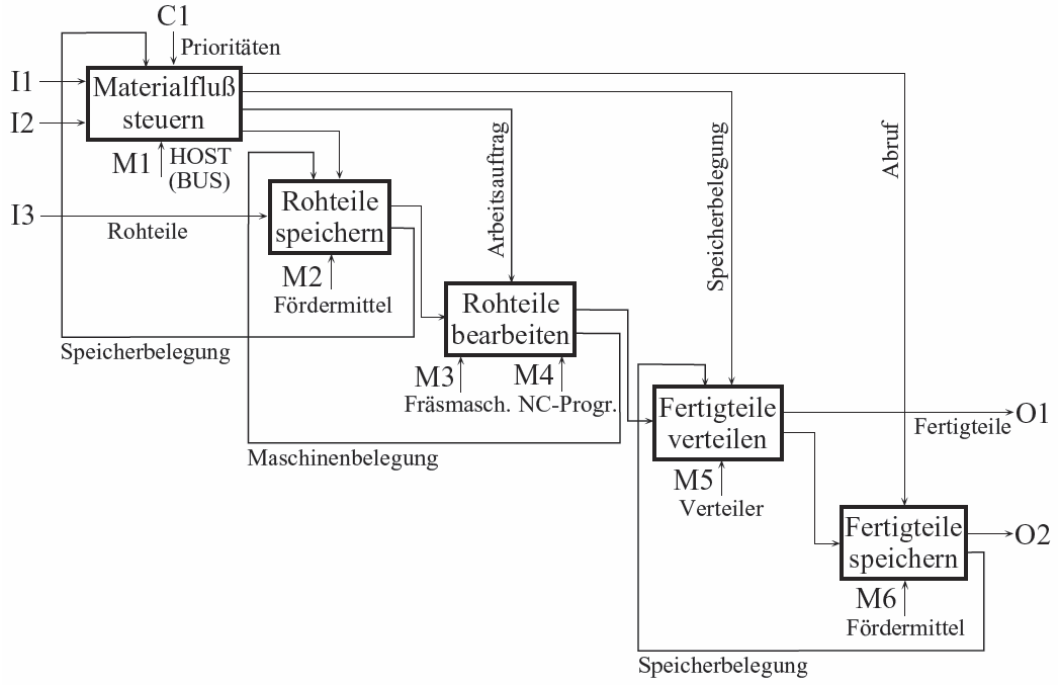 C1
Prioritäten
I1
Materialfluß
steuern
I2
M1
HOST
(BUS)
I3
Rohteile
Rohteile
speichern
M2
Fördermittel
Speicherbelegung
Arbeitsauftrag
Speicherbelegung
Abruf
Rohteile
bearbeiten
M3
M4
Fräsmasch.
NC-Progr.
Maschinenbelegung
Fertigteile
verteilen
O1
Fertigteile
M5
Verteiler
Fertigteile
speichern
O2
M6
Fördermittel
Speicherbelegung